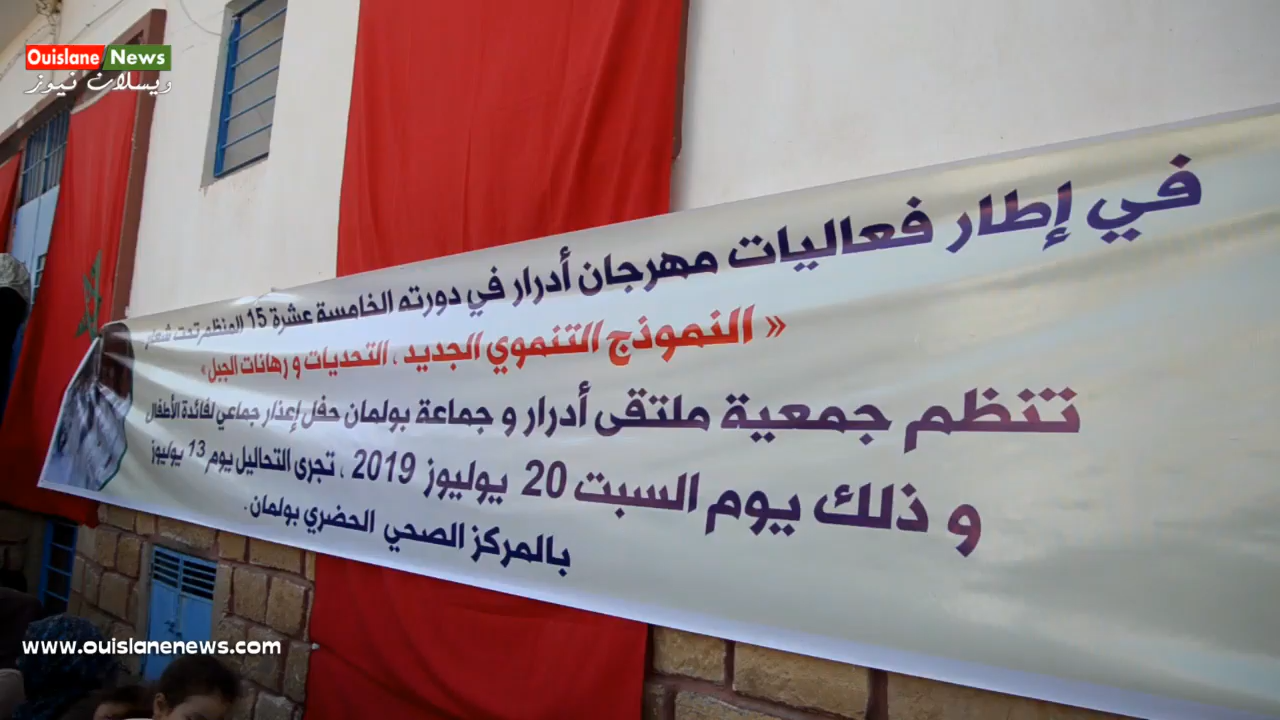 Ouislane News
ويسلان نيوز
في إطار فعاليات مهرجان أدرار في دورته الخامسة عشرة 15 المنظم تحت شعار
« النموذج التنموي الجديد ، التحديات و رهانات الجبل »
تنظم جمعية ملتقى أدرار و جماعة بولمان حفل إعذار جماعي لفائدة الأطفال
و ذلك يوم السبت 20 يوليوز 2019 ، تجرى التحاليل يوم 13 يوليوز
بالمركز الصحي الحضري بولمان .
www.ouislanenews.com